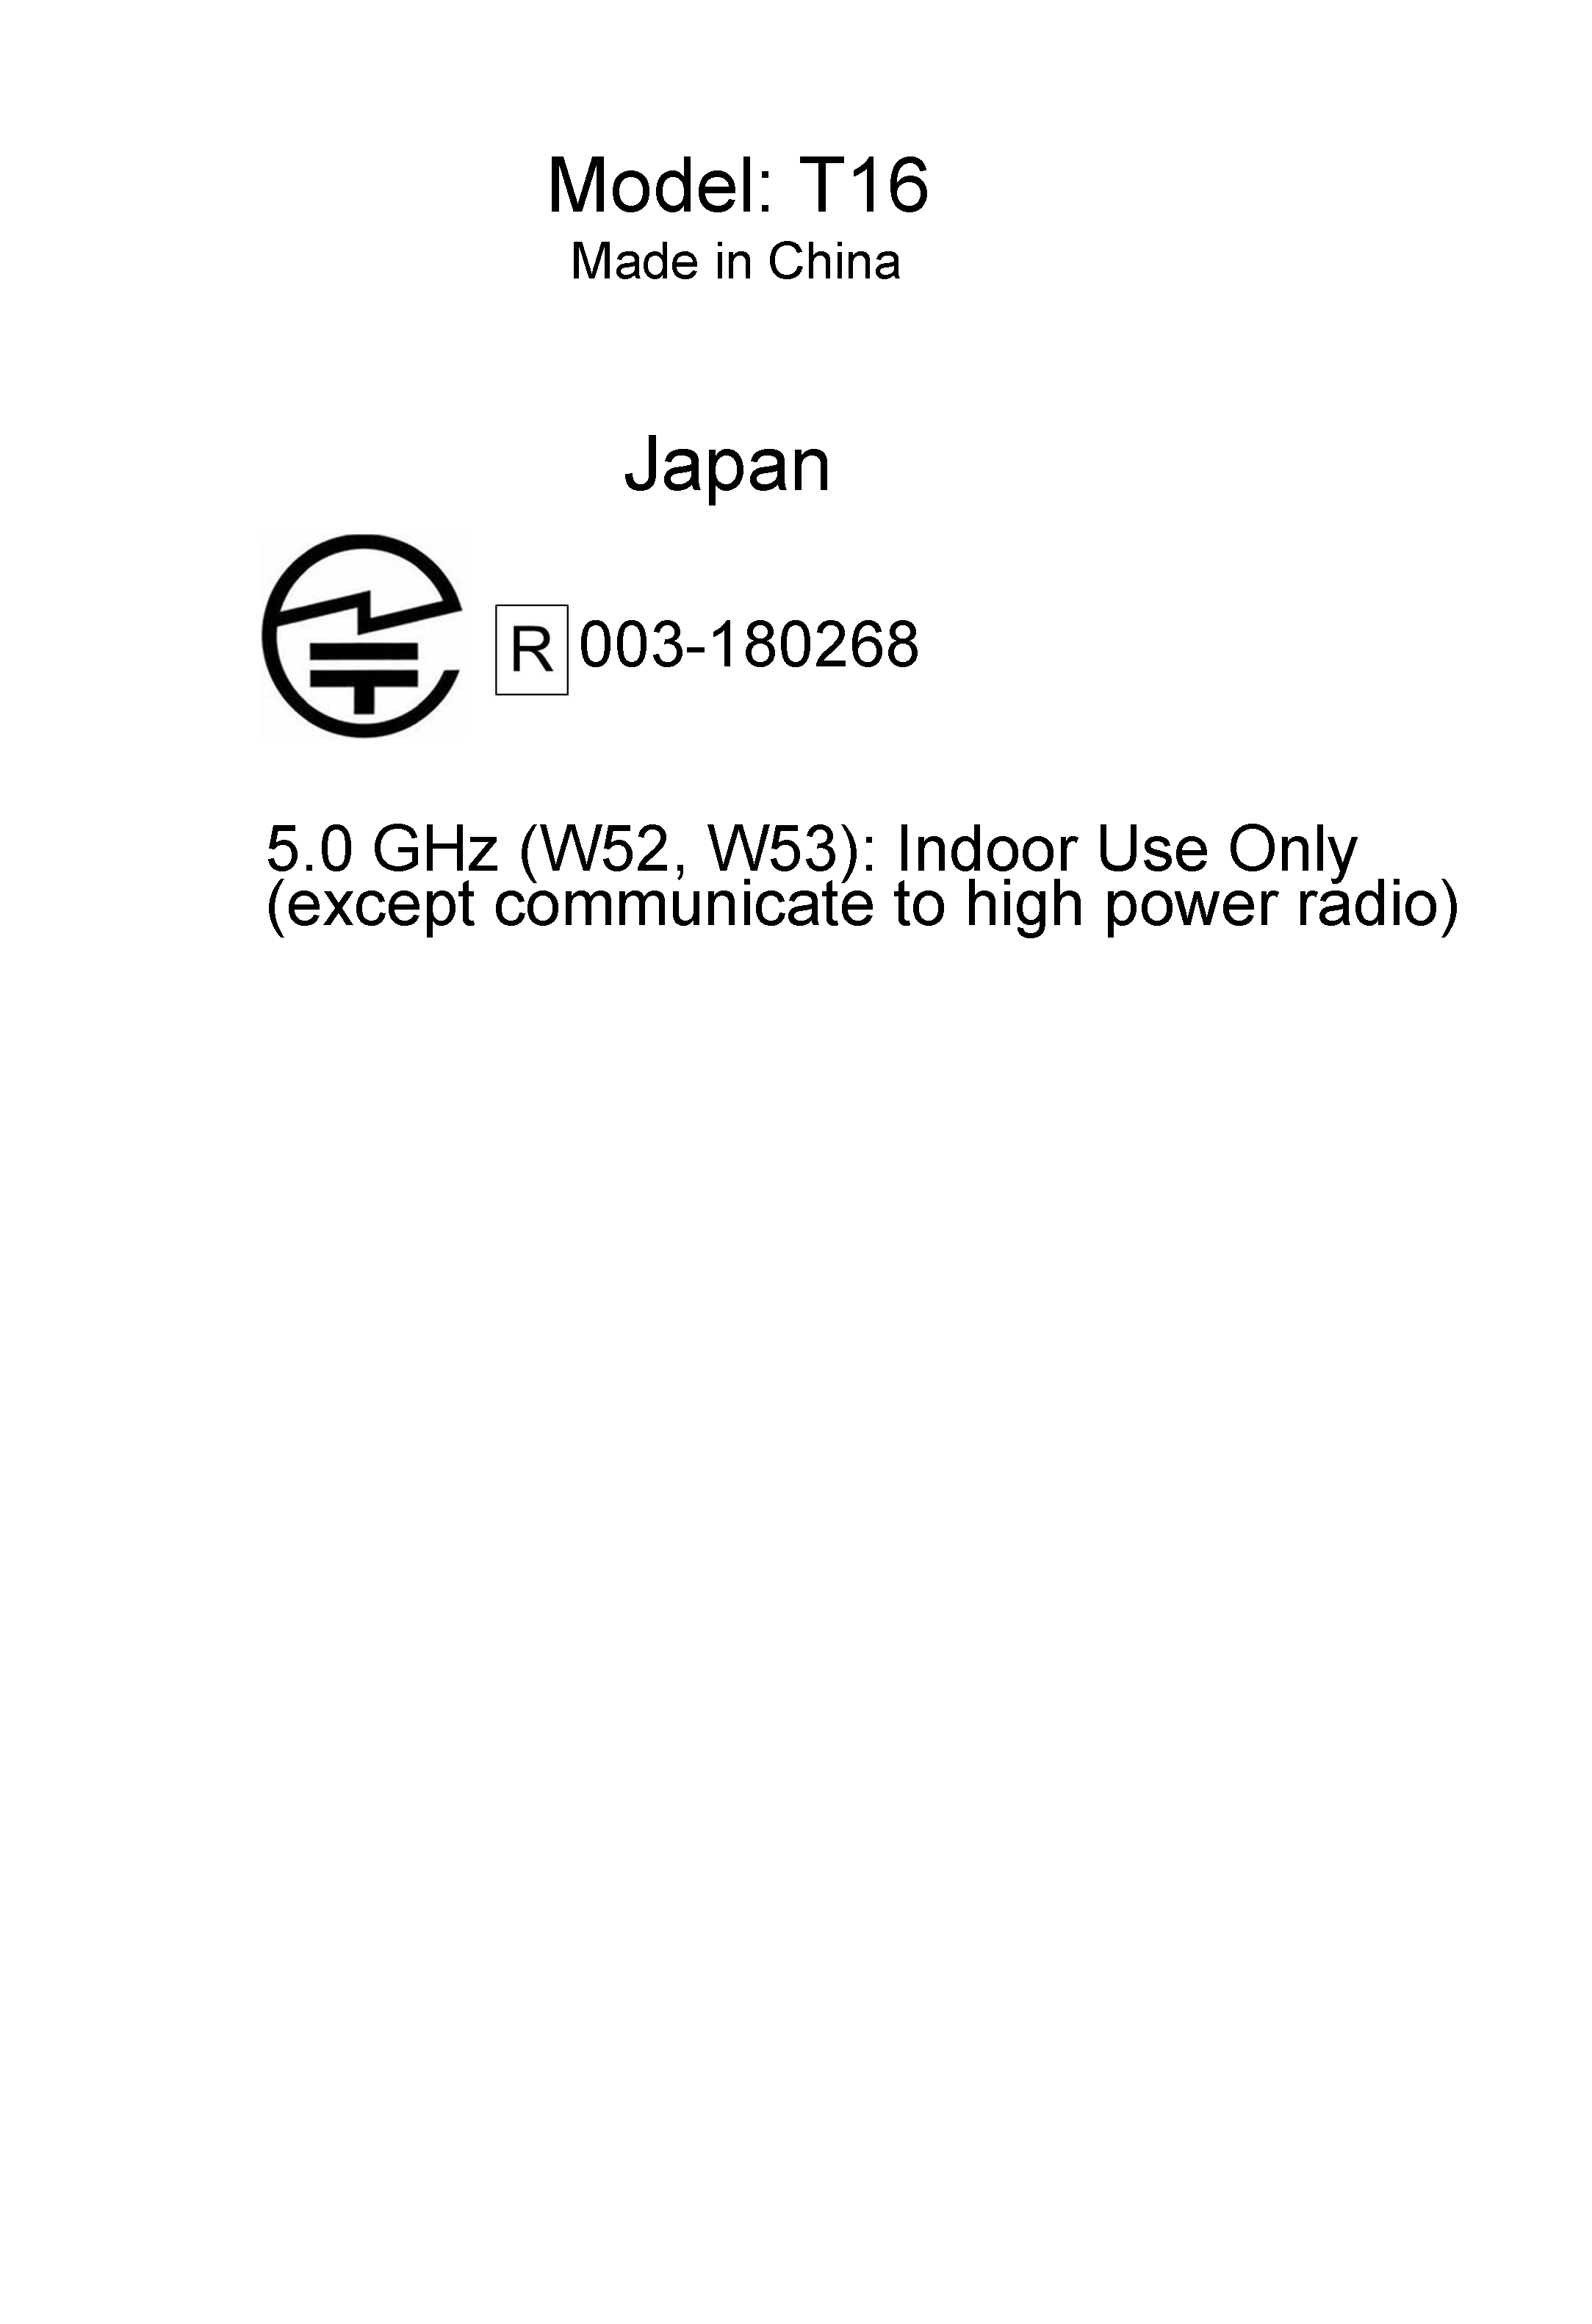 Model: T16
Made in China
Japan
R 003-180268
5.0 GHz (W52, W53): Indoor Use Only
(except communicate to high power radio)